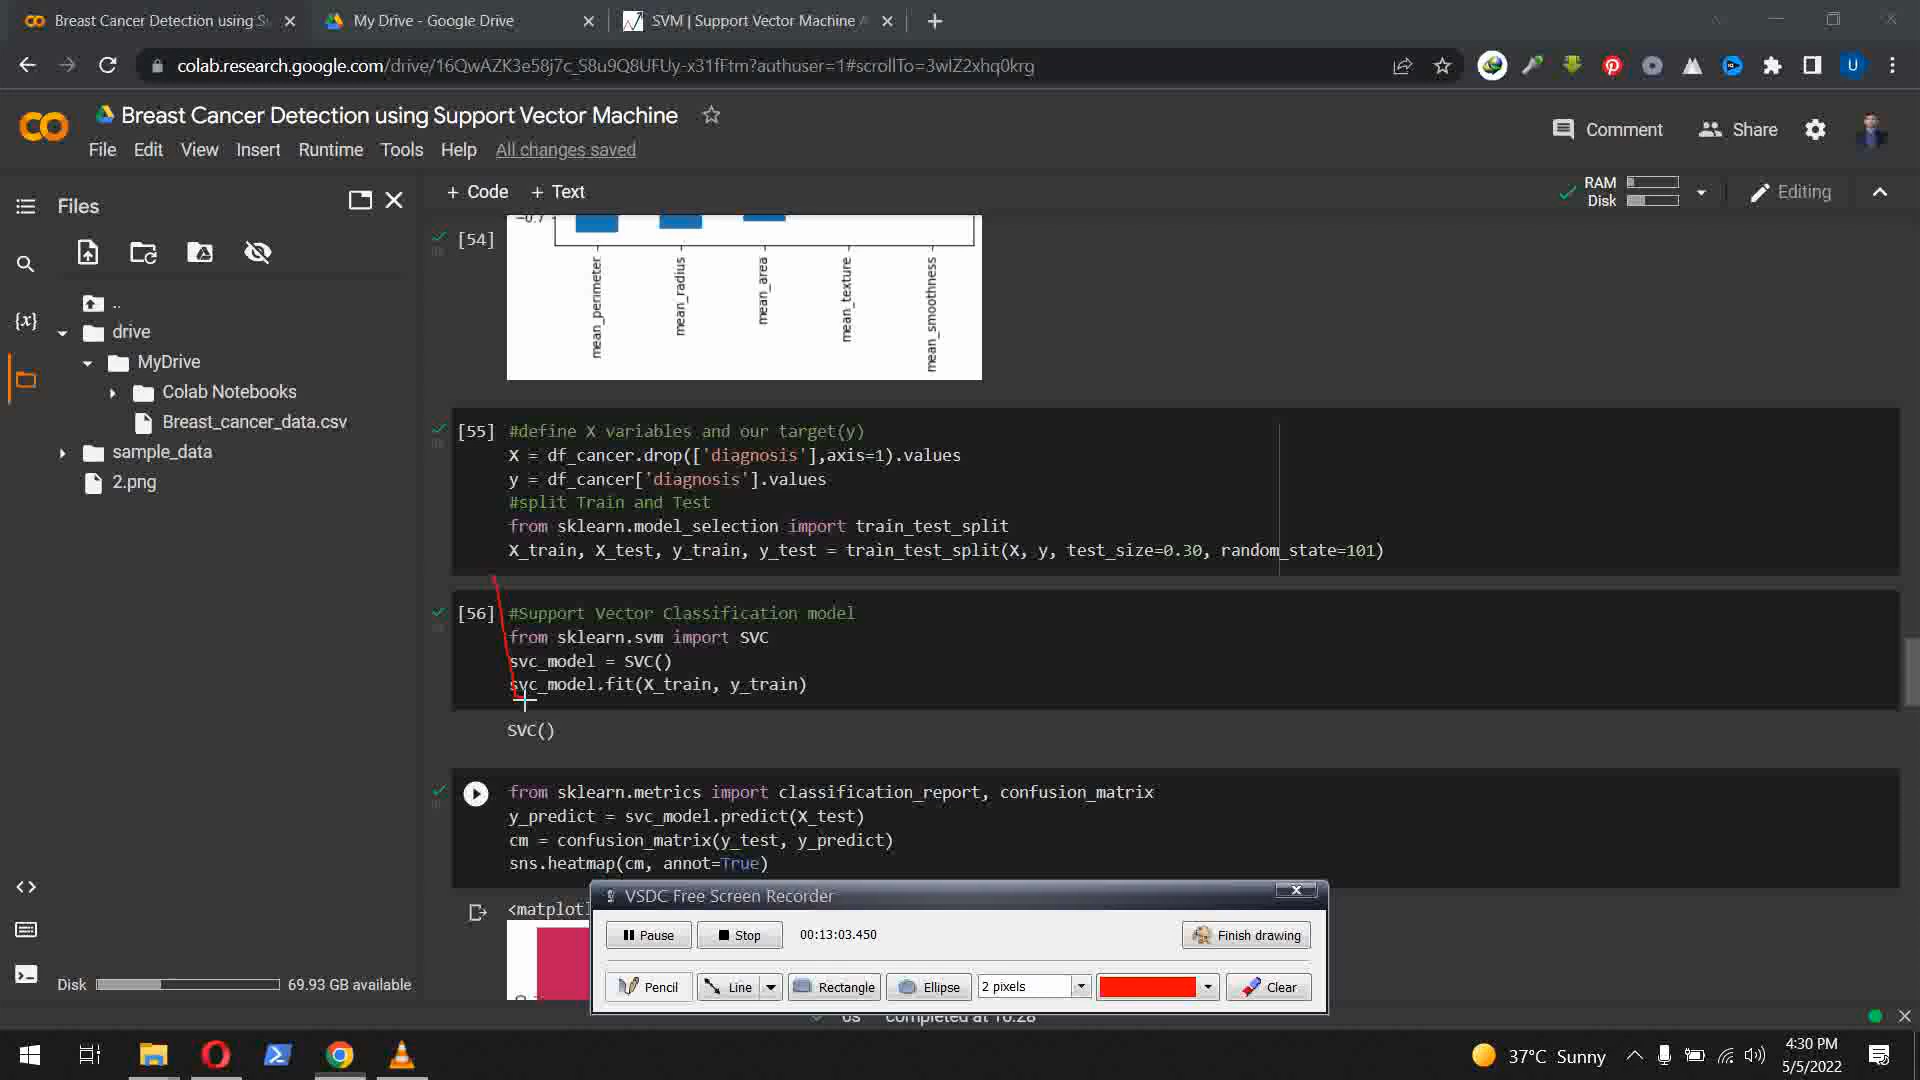 Breast Cancer Detection using S
My Drive - Google Drive
SVM | Support Vector Machine A
colab.research.google.com/drive/16QwAZK3e58j7c_S8u9Q8UFUy-x31fFtm?authuser=1#scrollTo=3wlZ2xhq0krg
U
Breast Cancer Detection using Support Vector Machine
Comment
Share
File Edit View Insert Runtime Tools Help All changes saved
Files
+ Code + Text
RAM
Disk
Editing
..
drive
MyDrive
Colab Notebooks
Breast_cancer_data.csv
sample_data
2.png
{x}
−0.7
[54]
mean_perimeter
mean_radius
mean_area
mean_texture
mean_smoothness
[55] #define X variables and our target(y)
X = df_cancer.drop(['diagnosis'],axis=1).values
y = df_cancer['diagnosis'].values
#split Train and Test
from sklearn.model_selection import train_test_split
X_train, X_test, y_train, y_test = train_test_split(X, y, test_size=0.30, random_state=101)
[56] #Support Vector Classification model
from sklearn.svm import SVC
svc_model = SVC()
svc_model.fit(X_train, y_train)
SVC()
from sklearn.metrics import classification_report, confusion_matrix
y_predict = svc_model.predict(X_test)
cm = confusion_matrix(y_test, y_predict)
sns.heatmap(cm, annot=True)
<matplotl
VSDC Free Screen Recorder
Pause Stop 00:13:03.450 Finish drawing
Pencil Line Rectangle Ellipse 2 pixels Clear
Disk 69.93 GB available
0s completed at 16:28
37°C Sunny
4:30 PM
5/5/2022